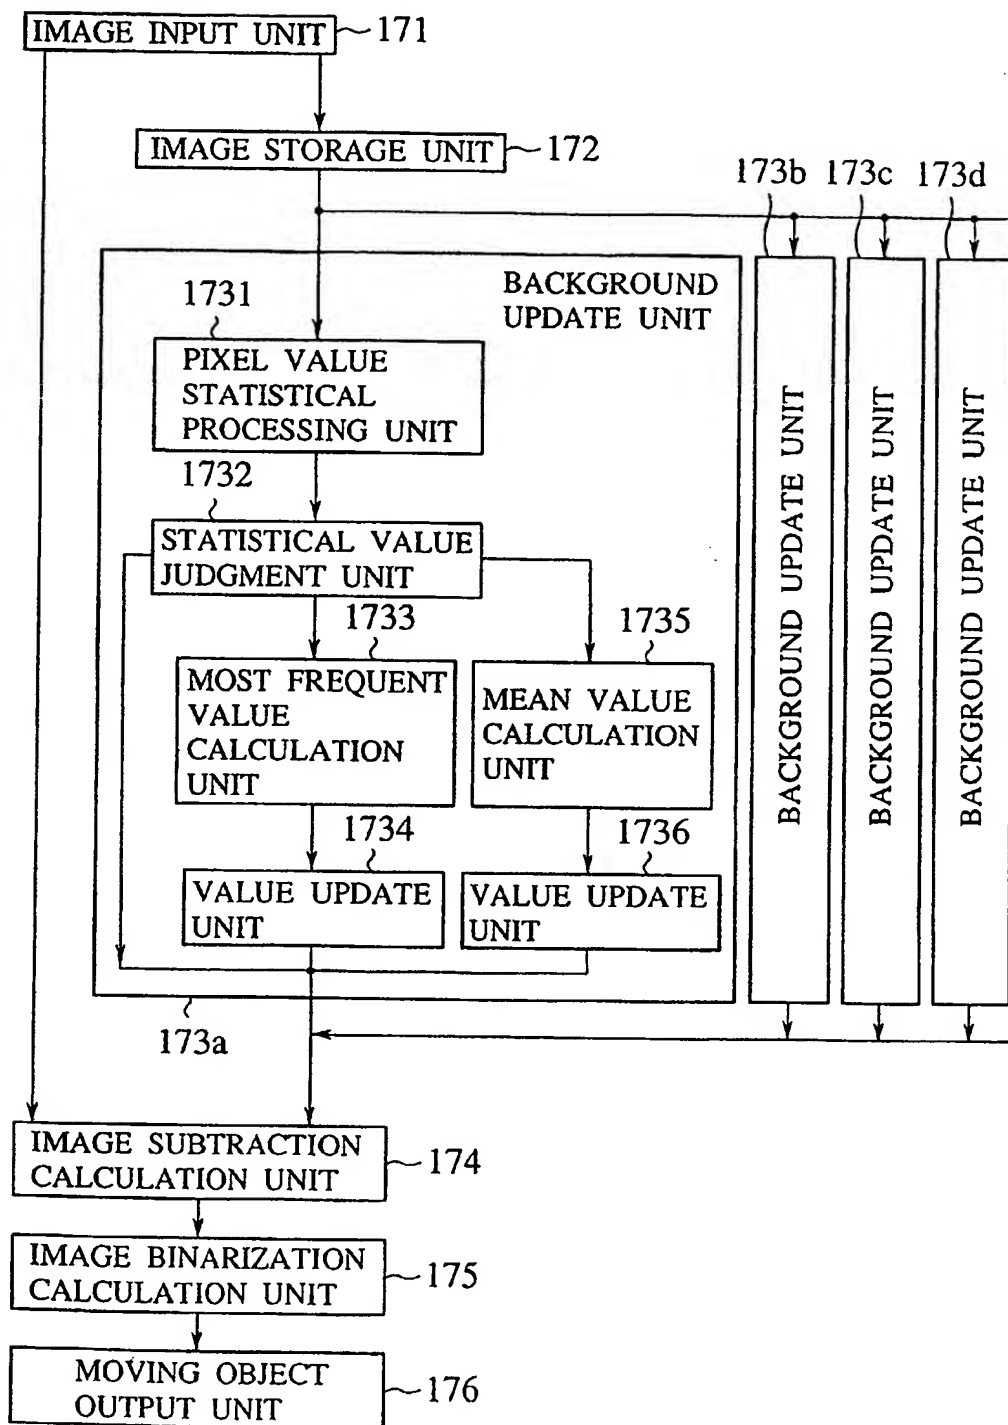 IMAGE INPUT UNIT
171
IMAGE STORAGE UNIT
172
173b
173c
173d
BACKGROUND
UPDATE UNIT
1731
PIXEL VALUE
STATISTICAL
PROCESSING UNIT
1732
STATISTICAL VALUE
JUDGMENT UNIT
1733
MOST FREQUENT
VALUE
CALCULATION
UNIT
1735
MEAN VALUE
CALCULATION
UNIT
1734
VALUE UPDATE
UNIT
1736
VALUE UPDATE
UNIT
173a
BACKGROUND UPDATE UNIT
BACKGROUND UPDATE UNIT
BACKGROUND UPDATE UNIT
IMAGE SUBTRACTION
CALCULATION UNIT
174
IMAGE BINARIZATION
CALCULATION UNIT
175
MOVING OBJECT
OUTPUT UNIT
176